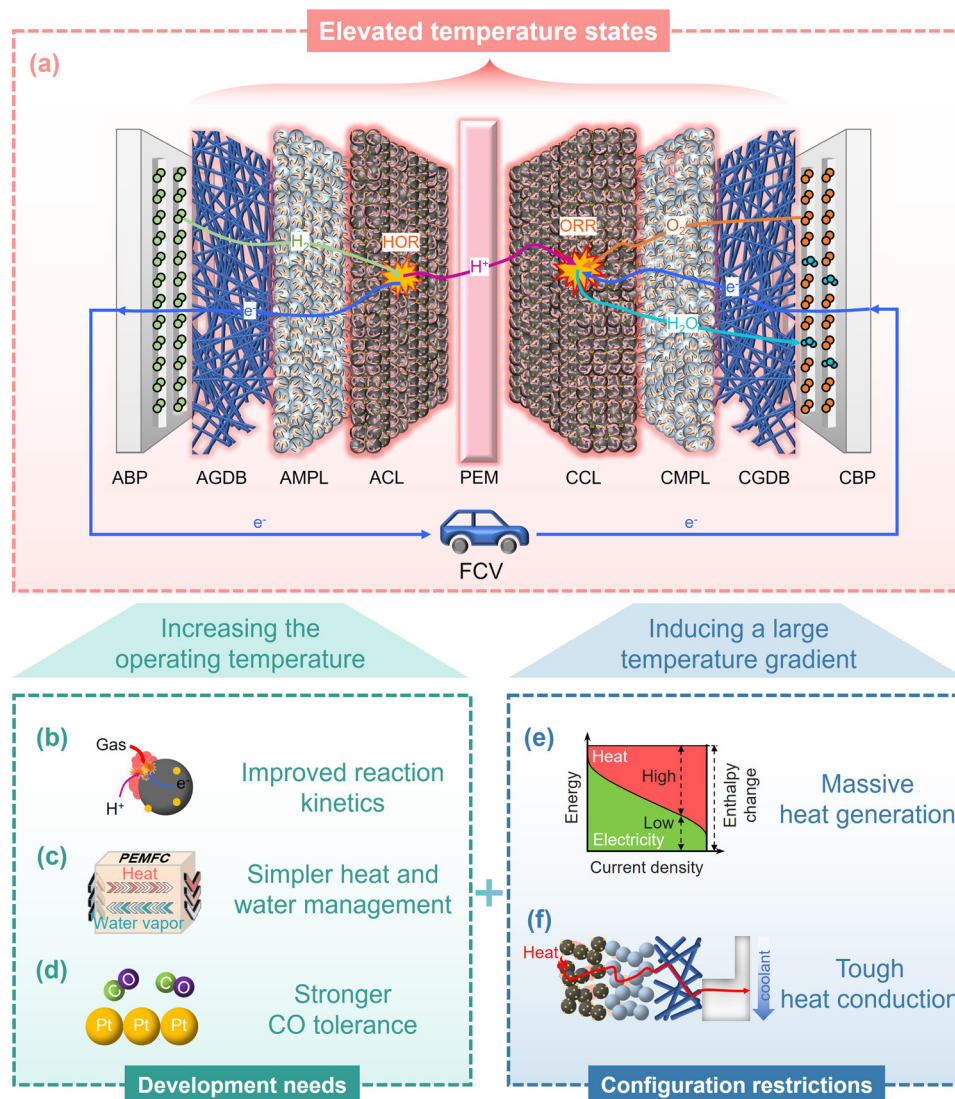 Elevated temperature states
(a)
H₂
HOR
H⁺
ORR
O₂
e⁻
e⁻
H₂O
ABP
AGDB
AMPL
ACL
PEM
CCL
CMPL
CGDB
CBP
e⁻
e⁻
FCV
Increasing the
operating temperature
Inducing a large
temperature gradient
(b)
Gas
e⁻
H⁺
Improved reaction
kinetics
(c)
PEMFC
Heat
Water vapor
Simpler heat and
water management
(d)
C O
C O
Pt Pt Pt
Stronger
CO tolerance
Development needs
+
(e)
Energy
Heat
High
Low
Electricity
Enthalpy
change
Current density
Massive
heat generation
(f)
Heat
coolant
Tough
heat conduction
Configuration restrictions